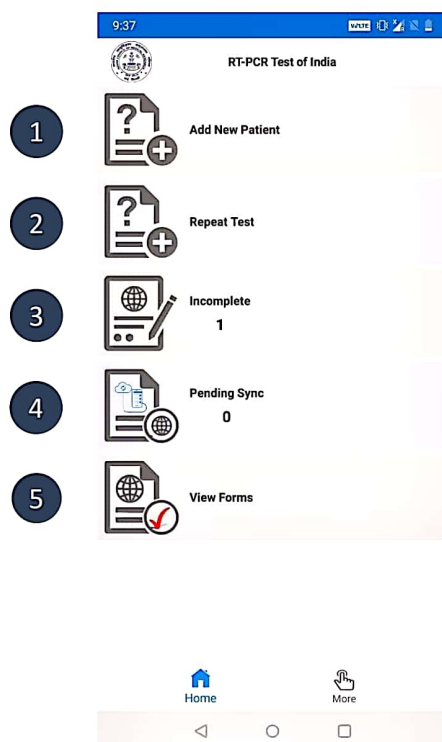 9:37
RT-PCR Test of India
1
Add New Patient
2
Repeat Test
3
Incomplete
1
4
Pending Sync
0
5
View Forms
Home
More